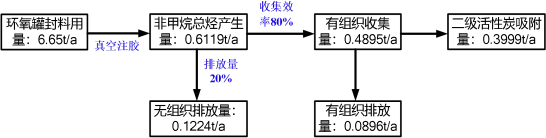 环氧罐封料用
量：6.65t/a
真空注胶
非甲烷总烃产生
量：0.6119t/a
收集效
率80%
有组织收集
量：0.4895t/a
二级活性炭吸附
量：0.3999t/a
排放量
20%
无组织排放量：
0.1224t/a
有组织排放
量：0.0896t/a